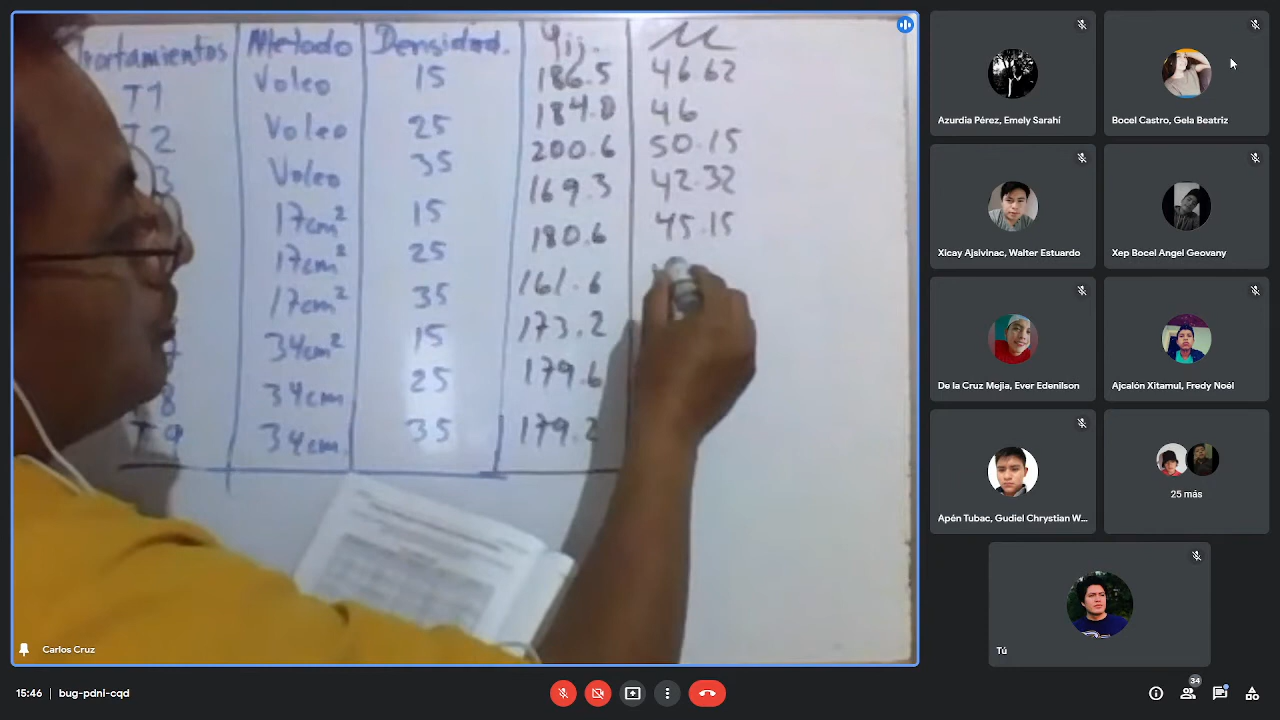 Tratamientos Metodo Densidad. Yij. μ
T1 Voleo 15 186.5 46.62
T2 Voleo 25 184.0 46
3 Voleo 35 200.6 50.15
17cm² 15 169.3 42.32
17cm² 25 180.6 45.15
17cm² 35 161.6
7 34cm² 15 173.2
8 34cm 25 179.6
T9 34cm. 35 179.2
Carlos Cruz
15:46 | bug-pdnl-cqd
Azurdia Pérez, Emely Sarahí
Bocel Castro, Gela Beatriz
Xicay Ajsivinac, Walter Estuardo
Xep Bocel Angel Geovany
De la Cruz Mejia, Ever Edenilson
Ajcalón Xitamul, Fredy Noél
Apén Tubac, Gudiel Chrystian W...
25 más
Tú
34